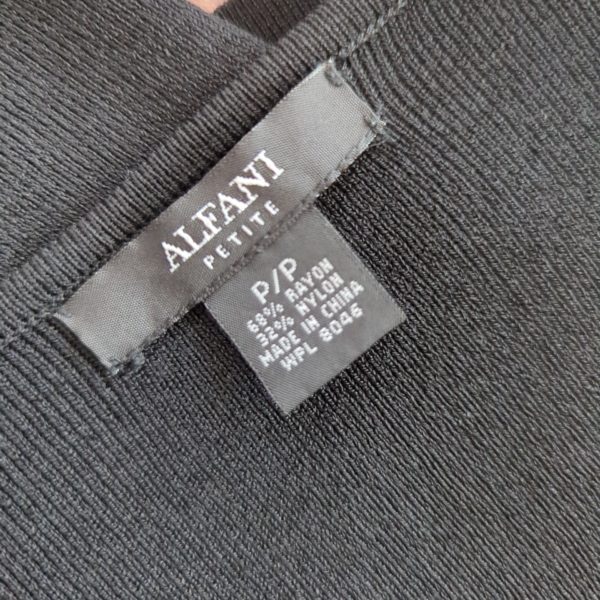 ALFANI
PETITE
P/P
68% RAYON
32% NYLON
MADE IN CHINA
WPL 8046